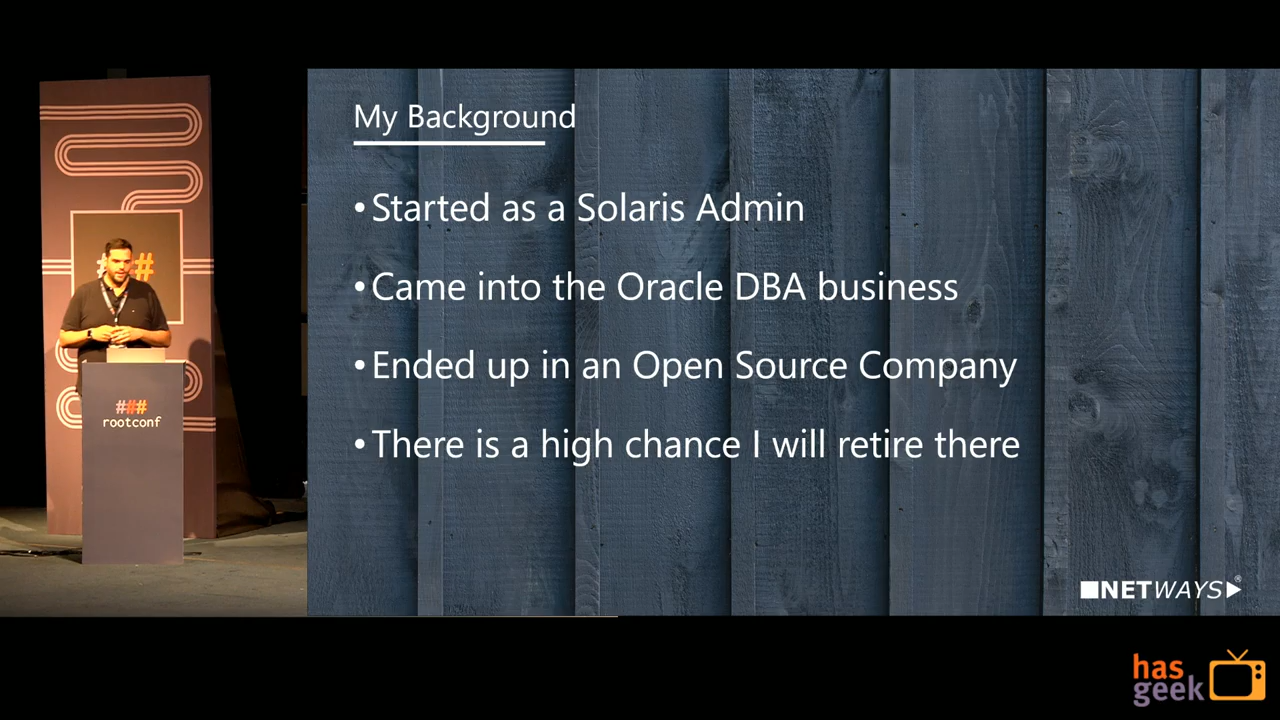 ###
rootconf
My Background
• Started as a Solaris Admin
• Came into the Oracle DBA business
• Ended up in an Open Source Company
• There is a high chance I will retire there
NETWAYS®
has
geek